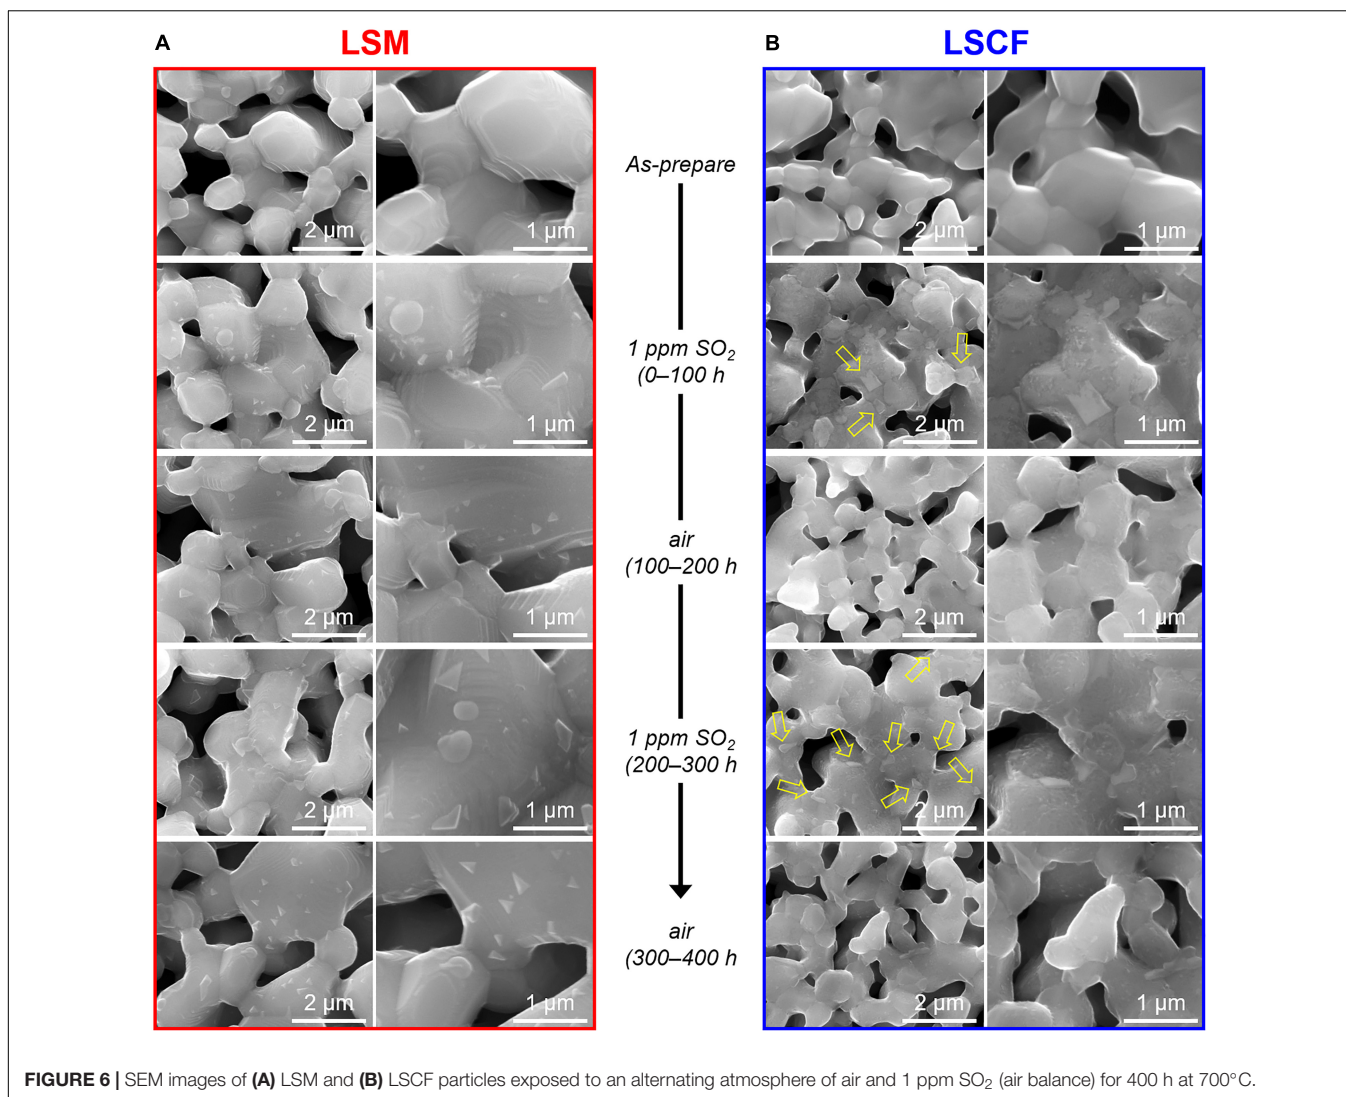 A
LSM
B
LSCF
2 μm
1 μm
As-prepare
2 μm
1 μm
2 μm
1 μm
1 ppm SO₂
(0–100 h
2 μm
1 μm
2 μm
1 μm
air
(100–200 h
2 μm
1 μm
2 μm
1 μm
1 ppm SO₂
(200–300 h
2 μm
1 μm
2 μm
1 μm
air
(300–400 h
2 μm
1 μm
FIGURE 6 | SEM images of (A) LSM and (B) LSCF particles exposed to an alternating atmosphere of air and 1 ppm SO₂ (air balance) for 400 h at 700°C.